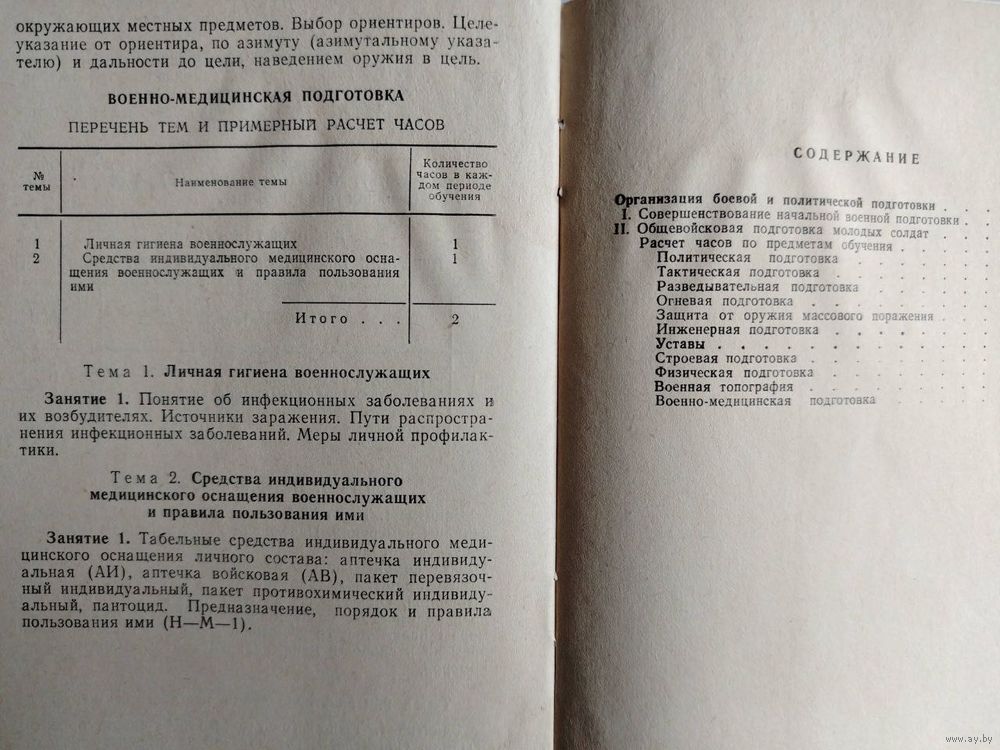 окружающих местных предметов. Выбор ориентиров. Целе-
указание от ориентира, по азимуту (азимутальному указа-
телю) и дальности до цели, наведением оружия в цель.
ВОЕННО-МЕДИЦИНСКАЯ ПОДГОТОВКА
ПЕРЕЧЕНЬ ТЕМ И ПРИМЕРНЫЙ РАСЧЕТ ЧАСОВ
№ темы
Наименование темы
Количество
часов в каж-
дом периоде
обучения
1 Личная гигиена военнослужащих 1
2 Средства индивидуального медицинского осна- 1
щения военнослужащих и правила пользования
ими
Итого . . . 2
Тема 1. Личная гигиена военнослужащих
Занятие 1. Понятие об инфекционных заболеваниях и
их возбудителях. Источники заражения. Пути распростра-
нения инфекционных заболеваний. Меры личной профилак-
тики.
Тема 2. Средства индивидуального
медицинского оснащения военнослужащих
и правила пользования ими
Занятие 1. Табельные средства индивидуального меди-
цинского оснащения личного состава: аптечка индивиду-
альная (АИ), аптечка войсковая (АВ), пакет перевязоч-
ный индивидуальный, пакет противохимический индивиду-
альный, пантоцид. Предназначение, порядок и правила
пользования ими (Н—М—1).
СОДЕРЖАНИЕ
Организация боевой и политической подготовки . . .
I. Совершенствование начальной военной подготовки . .
II. Общевойсковая подготовка молодых солдат . . .
Расчет часов по предметам обучения . . . .
Политическая подготовка . . . . .
Тактическая подготовка . . . . . .
Разведывательная подготовка . . . .
Огневая подготовка . . . . . .
Защита от оружия массового поражения . . .
Инженерная подготовка . . . . . .
Уставы . . . . . . . . .
Строевая подготовка . . . . . .
Физическая подготовка . . . . .
Военная топография . . . . . .
Военно-медицинская подготовка . . . .
www.ay.by